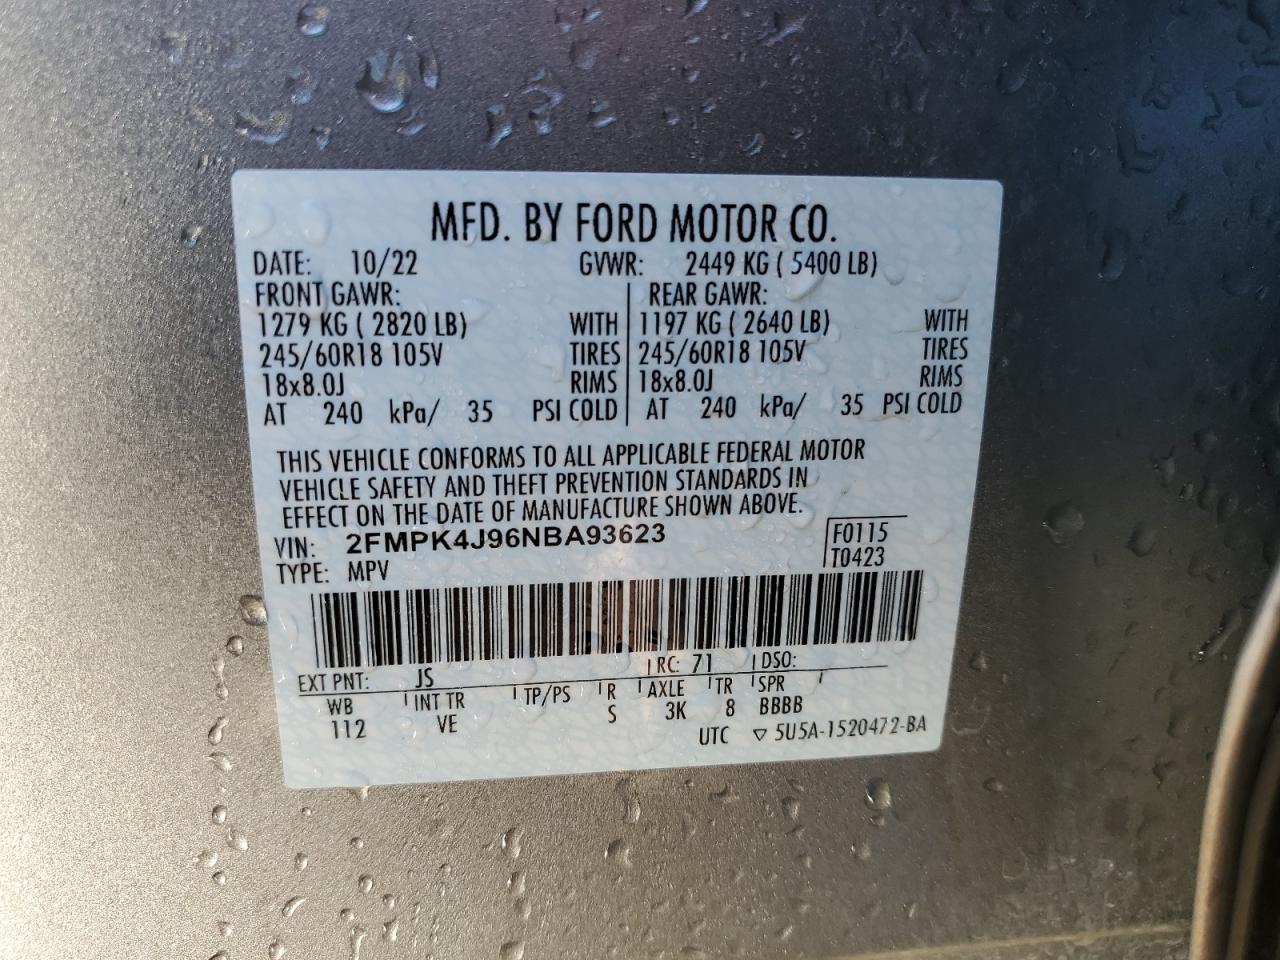 MFD. BY FORD MOTOR CO.
DATE: 10/22 GVWR: 2449 KG ( 5400 LB)
FRONT GAWR: REAR GAWR:
1279 KG ( 2820 LB) WITH 1197 KG ( 2640 LB) WITH
245/60R18 105V TIRES 245/60R18 105V TIRES
18x8.0J RIMS 18x8.0J RIMS
AT 240 kPa/ 35 PSI COLD AT 240 kPa/ 35 PSI COLD
THIS VEHICLE CONFORMS TO ALL APPLICABLE FEDERAL MOTOR
VEHICLE SAFETY AND THEFT PREVENTION STANDARDS IN
EFFECT ON THE DATE OF MANUFACTURE SHOWN ABOVE.
VIN: 2FMPK4J96NBA93623 F0115
TYPE: MPV T0423
EXT PNT: JS RC: 71 DSO:
WB INT TR TP/PS R AXLE TR SPR
112 VE S 3K 8 BBBB
UTC ▽ 5U5A-1520472-BA